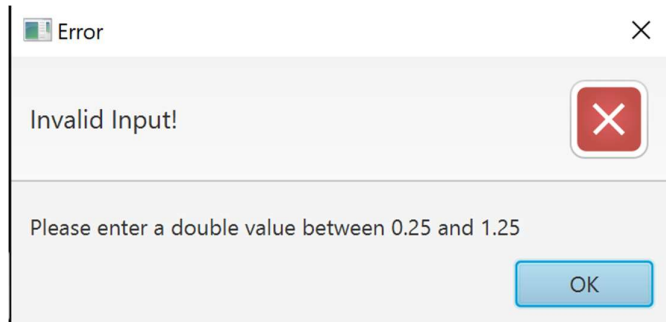 Error
Invalid Input!
Please enter a double value between 0.25 and 1.25
OK